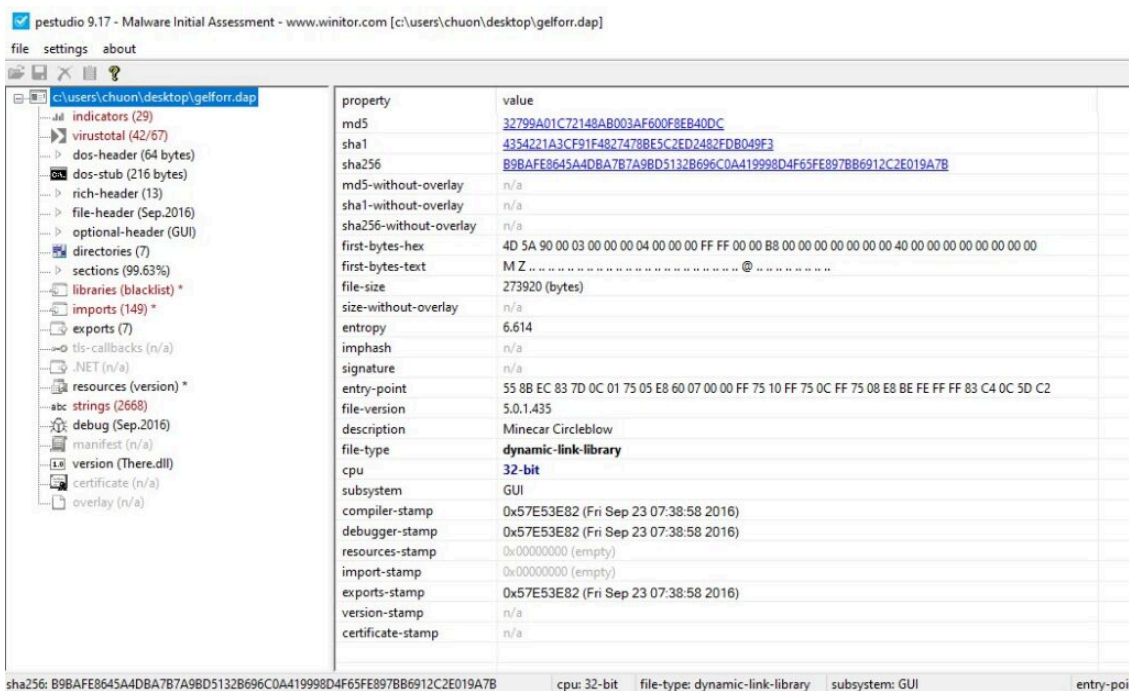 pestudio 9.17 - Malware Initial Assessment - www.winitor.com [c:\users\chuon\desktop\gelforr.dap]
file settings about
c:\users\chuon\desktop\gelforr.dap
indicators (29)
virustotal (42/67)
dos-header (64 bytes)
dos-stub (216 bytes)
rich-header (13)
file-header (Sep.2016)
optional-header (GUI)
directories (7)
sections (99.63%)
libraries (blacklist) *
imports (149) *
exports (7)
tls-callbacks (n/a)
.NET (n/a)
resources (version) *
abc strings (2668)
debug (Sep.2016)
manifest (n/a)
1.0 version (There.dll)
certificate (n/a)
overlay (n/a)
property value
md5 32799A01C72148AB003AF600F8EB40DC
sha1 4354221A3CF91F4827478BE5C2ED2482FDB049F3
sha256 B9BAFE8645A4DBA7B7A9BD5132B696C0A419998D4F65FE897BB6912C2E019A7B
md5-without-overlay n/a
sha1-without-overlay n/a
sha256-without-overlay n/a
first-bytes-hex 4D 5A 90 00 03 00 00 00 04 00 00 00 FF FF 00 00 B8 00 00 00 00 00 00 00 40 00 00 00 00 00 00 00
first-bytes-text M Z .. .. .. .. .. .. .. .. .. .. .. .. .. .. .. .. .. .. .. .. .. .. @ .. .. .. .. .. .. ..
file-size 273920 (bytes)
size-without-overlay n/a
entropy 6.614
imphash n/a
signature n/a
entry-point 55 8B EC 83 7D 0C 01 75 05 E8 60 07 00 00 FF 75 10 FF 75 0C FF 75 08 E8 BE FE FF FF 83 C4 0C 5D C2
file-version 5.0.1.435
description Minecar Circleblow
file-type dynamic-link-library
cpu 32-bit
subsystem GUI
compiler-stamp 0x57E53E82 (Fri Sep 23 07:38:58 2016)
debugger-stamp 0x57E53E82 (Fri Sep 23 07:38:58 2016)
resources-stamp 0x00000000 (empty)
import-stamp 0x00000000 (empty)
exports-stamp 0x57E53E82 (Fri Sep 23 07:38:58 2016)
version-stamp n/a
certificate-stamp n/a
sha256: B9BAFE8645A4DBA7B7A9BD5132B696C0A419998D4F65FE897BB6912C2E019A7B cpu: 32-bit file-type: dynamic-link-library subsystem: GUI entry-poi